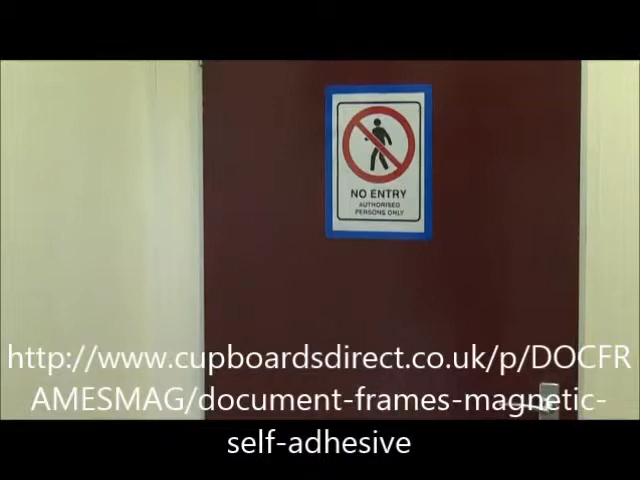 NO ENTRY
AUTHORISED
PERSONS ONLY
http://www.cupboardsdirect.co.uk/p/DOCFR
AMESMAG/document-frames-magnetic-
self-adhesive